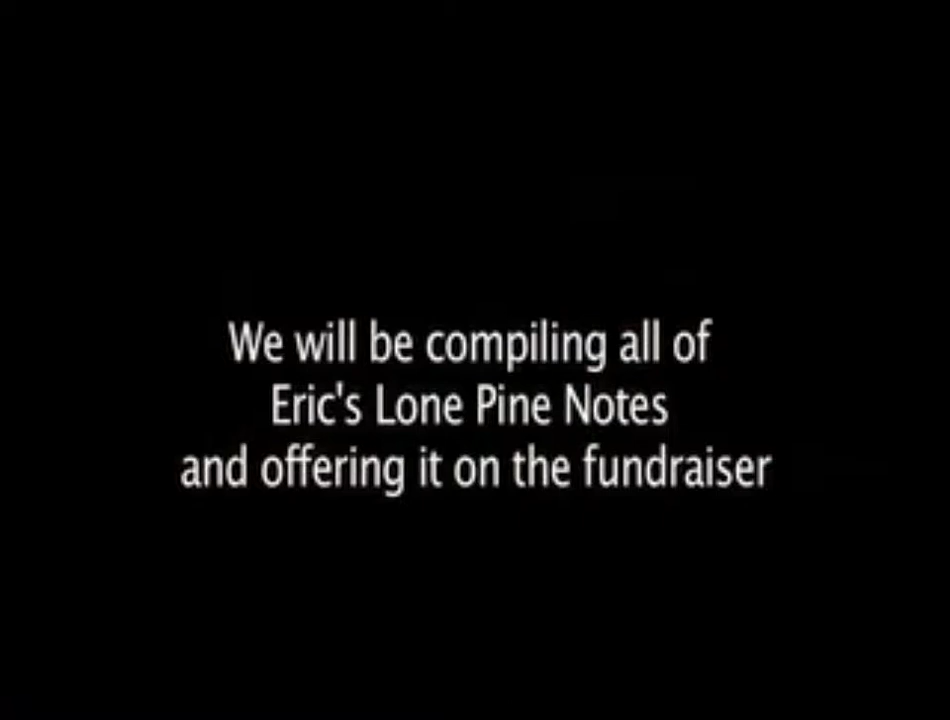 We will be compiling all of
Eric's Lone Pine Notes
and offering it on the fundraiser